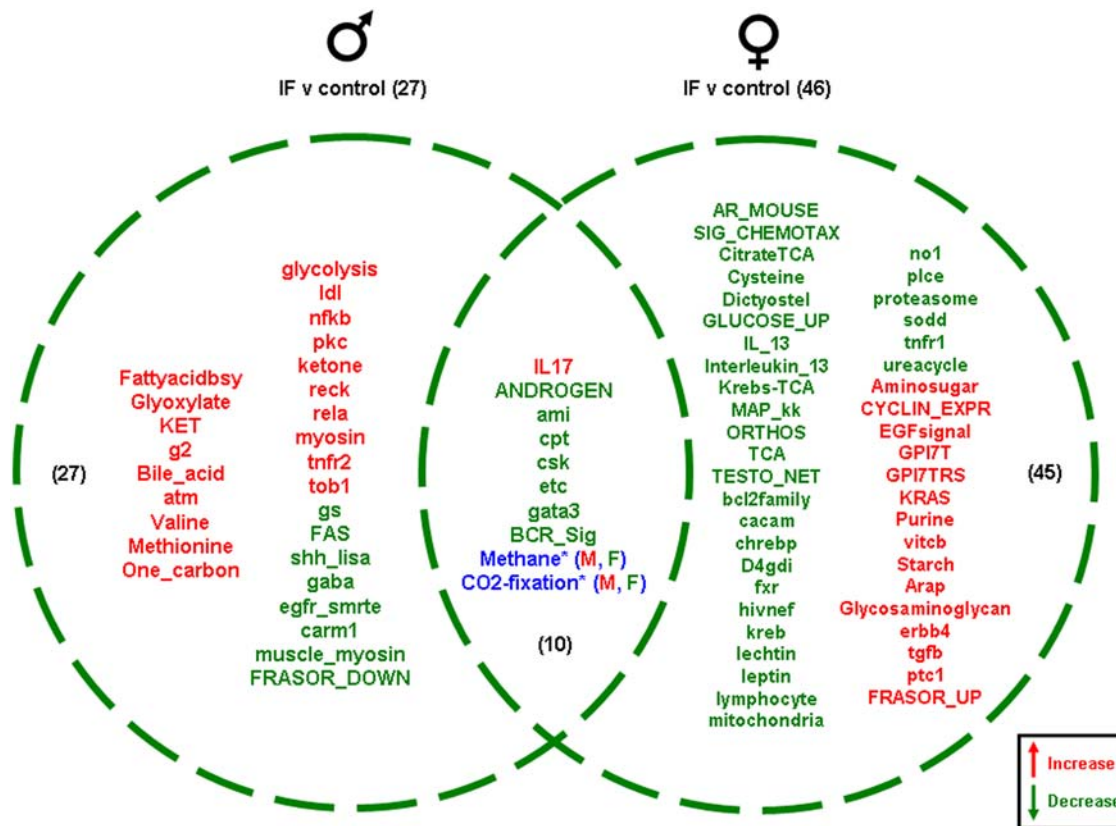 IF v control (27)
IF v control (46)
(27)
Fattyacidbsy
Glyoxylate
KET
g2
Bile_acid
atm
Valine
Methionine
One_carbon
glycolysis
ldl
nfkb
pkc
ketone
reck
rela
myosin
tnfr2
tob1
gs
FAS
shh_lisa
gaba
egfr_smrte
carm1
muscle_myosin
FRASOR_DOWN
IL17
ANDROGEN
ami
cpt
csk
etc
gata3
BCR_Sig
Methane* (M, F)
CO2-fixation* (M, F)
(10)
AR_MOUSE
SIG_CHEMOTAX
CitrateTCA
Cysteine
Dictyostel
GLUCOSE_UP
IL_13
Interleukin_13
Krebs-TCA
MAP_kk
ORTHOS
TCA
TESTO_NET
bcl2family
cacam
chrebp
D4gdi
fxr
hivnef
kreb
lechtin
leptin
lymphocyte
mitochondria
no1
plce
proteasome
sodd
tnfr1
ureacycle
Aminosugar
CYCLIN_EXPR
EGFsignal
GPI7T
GPI7TRS
KRAS
Purine
vitcb
Starch
Arap
Glycosaminoglycan
erbb4
tgfb
ptc1
FRASOR_UP
(45)
Increase
Decrease